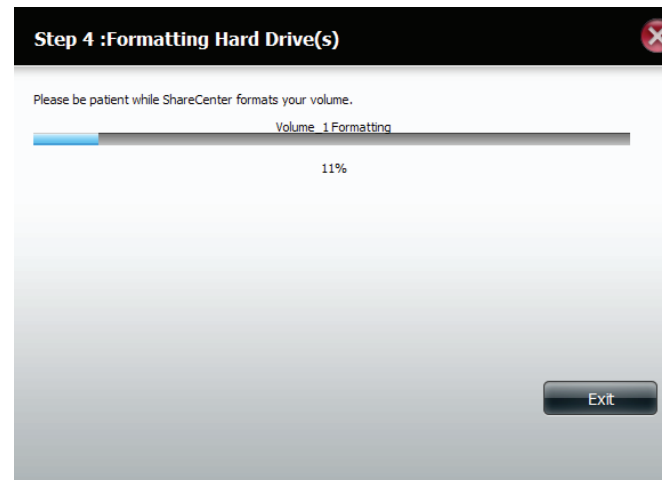 Step 4 :Formatting Hard Drive(s)
Please be patient while ShareCenter formats your volume.
Volume_1 Formatting
11%
Exit